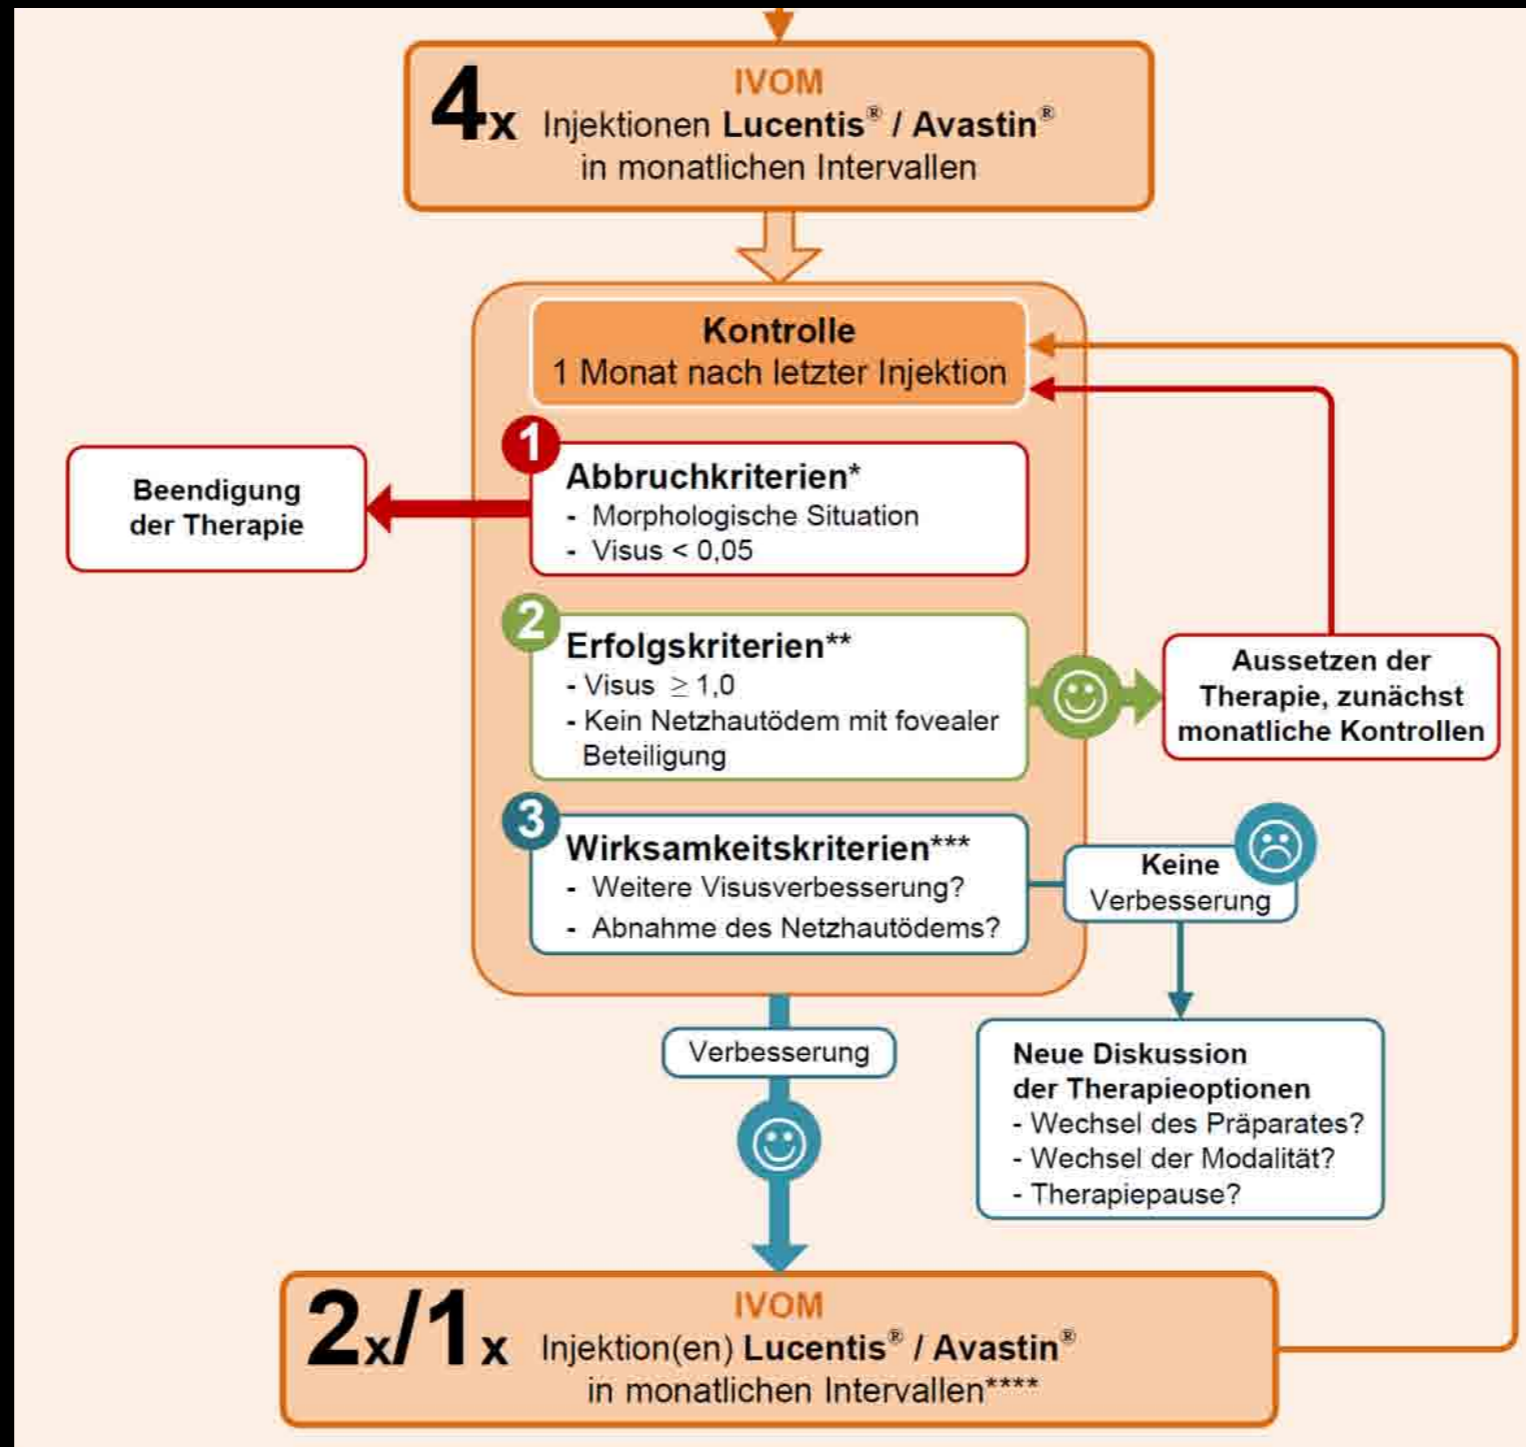 IVOM
4x Injektionen Lucentis® / Avastin®
in monatlichen Intervallen
Kontrolle
1 Monat nach letzter Injektion
1
Abbruchkriterien*
- Morphologische Situation
- Visus < 0,05
Beendigung
der Therapie
2
Erfolgskriterien**
- Visus ≥ 1,0
- Kein Netzhautödem mit fovealer
Beteiligung
Aussetzen der
Therapie, zunächst
monatliche Kontrollen
3
Wirksamkeitskriterien***
- Weitere Visusverbesserung?
- Abnahme des Netzhautödems?
Keine
Verbesserung
Verbesserung
Neue Diskussion
der Therapieoptionen
- Wechsel des Präparates?
- Wechsel der Modalität?
- Therapiepause?
IVOM
2x/1x Injektion(en) Lucentis® / Avastin®
in monatlichen Intervallen****